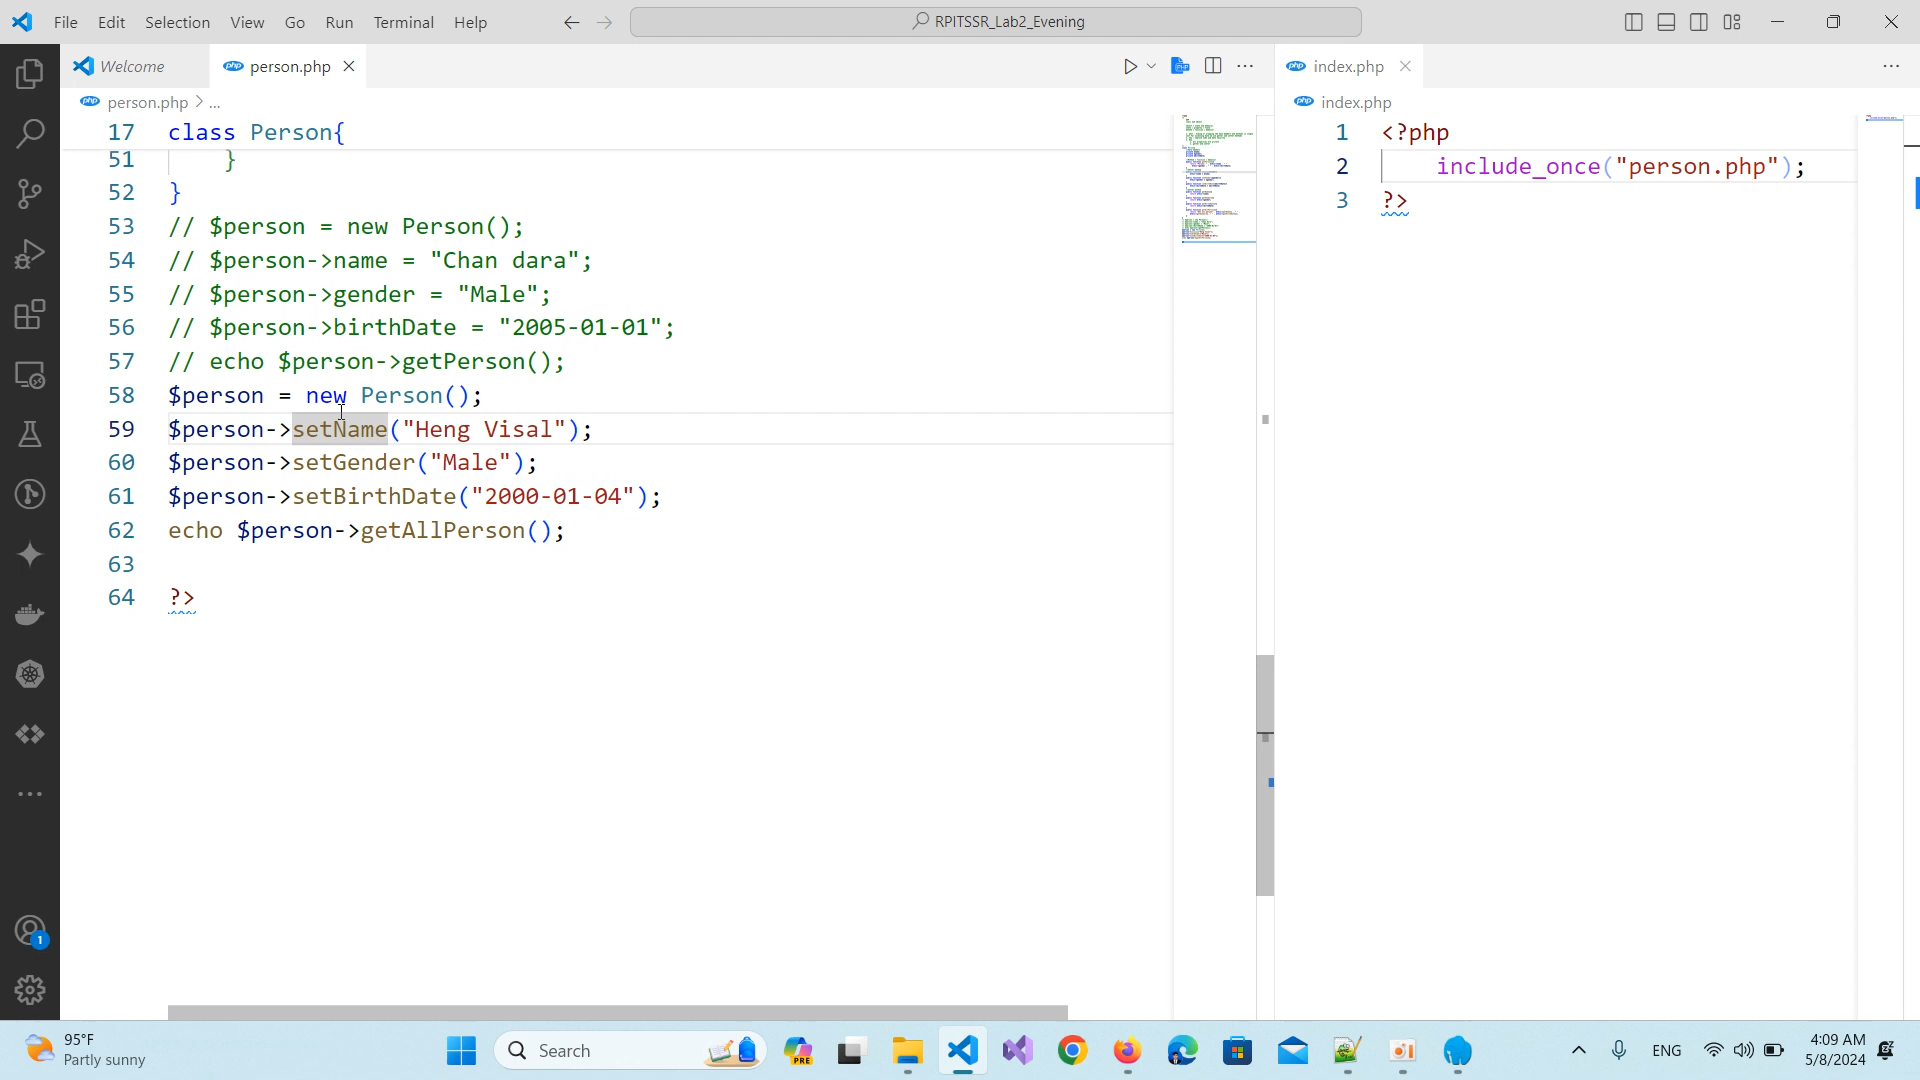 File Edit Selection View Go Run Terminal Help
RPITSSR_Lab2_Evening
Welcome
person.php
person.php > ...
17 class Person{
51 }
52 }
53 // $person = new Person();
54 // $person->name = "Chan dara";
55 // $person->gender = "Male";
56 // $person->birthDate = "2005-01-01";
57 // echo $person->getPerson();
58 $person = new Person();
59 $person->setName("Heng Visal");
60 $person->setGender("Male");
61 $person->setBirthDate("2000-01-04");
62 echo $person->getAllPerson();
63
64 ?>
index.php
index.php
1 <?php
2 include_once("person.php");
3 ?>
1
95°F
Partly sunny
Search
PRE
ENG
4:09 AM
5/8/2024